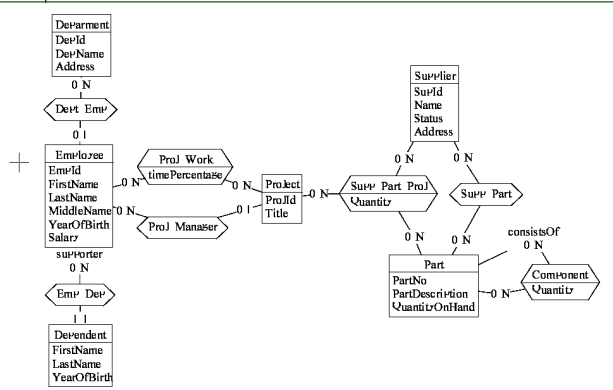 Deparment
DepId
DepName
Address
0 N
Dept Emp
0 1
Employee
EmpId
FirstName
LastName
MiddleName
YearOfBirth
Salary
supporter
0 N
Emp Dep
1 1
Dependent
FirstName
LastName
YearOfBirth
0 N
Proj Work
timePercentage
0 N
0 N
Proj Manager
0 1
Project
ProjId
Title
0 N
Supp Part Proj
Quantity
0 N
0 N
Supplier
SupId
Name
Status
Address
0 N
Supp Part
0 N
Part
PartNo
PartDescription
QuantityOnHand
consistsOf
0 N
Component
Quantity
0 N